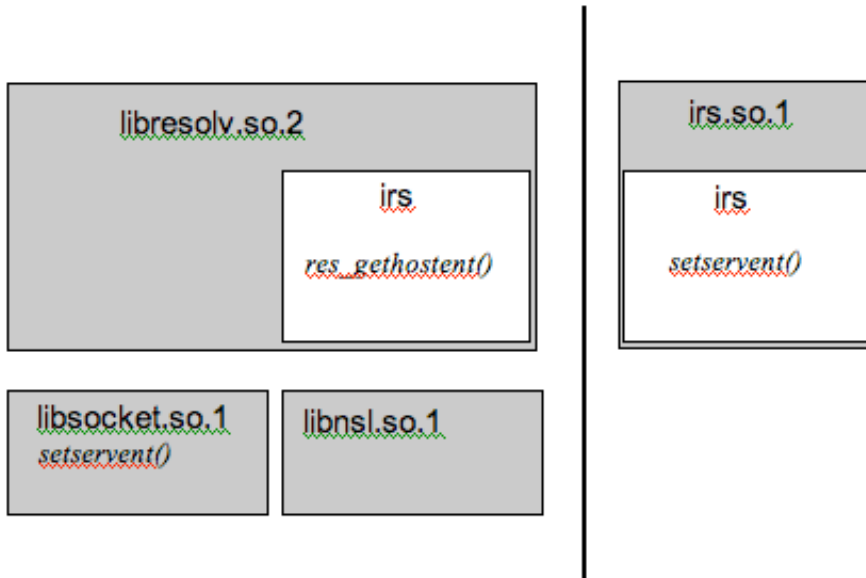 libresolv.so.2
irs
res_gethostent()
libsocket.so.1
setservent()
libnsl.so.1
irs.so.1
irs
setservent()